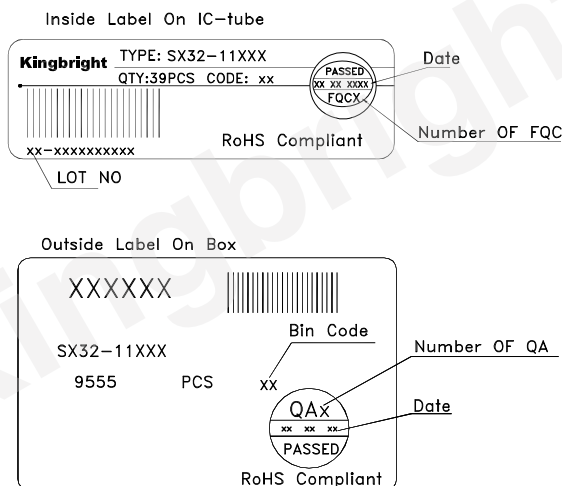 Inside Label On IC-tube
Kingbright
TYPE: SX32-11XXX
QTY:39PCS CODE: xx
PASSED
XX XX XXXX
FQCX
Date
Number OF FQC
RoHS Compliant
xx-xxxxxxxxxx
LOT NO
Outside Label On Box
XXXXXX
Bin Code
SX32-11XXX
9555 PCS xx
Number OF QA
QAx
Date
xx xx xx
PASSED
RoHS Compliant
Kingbright